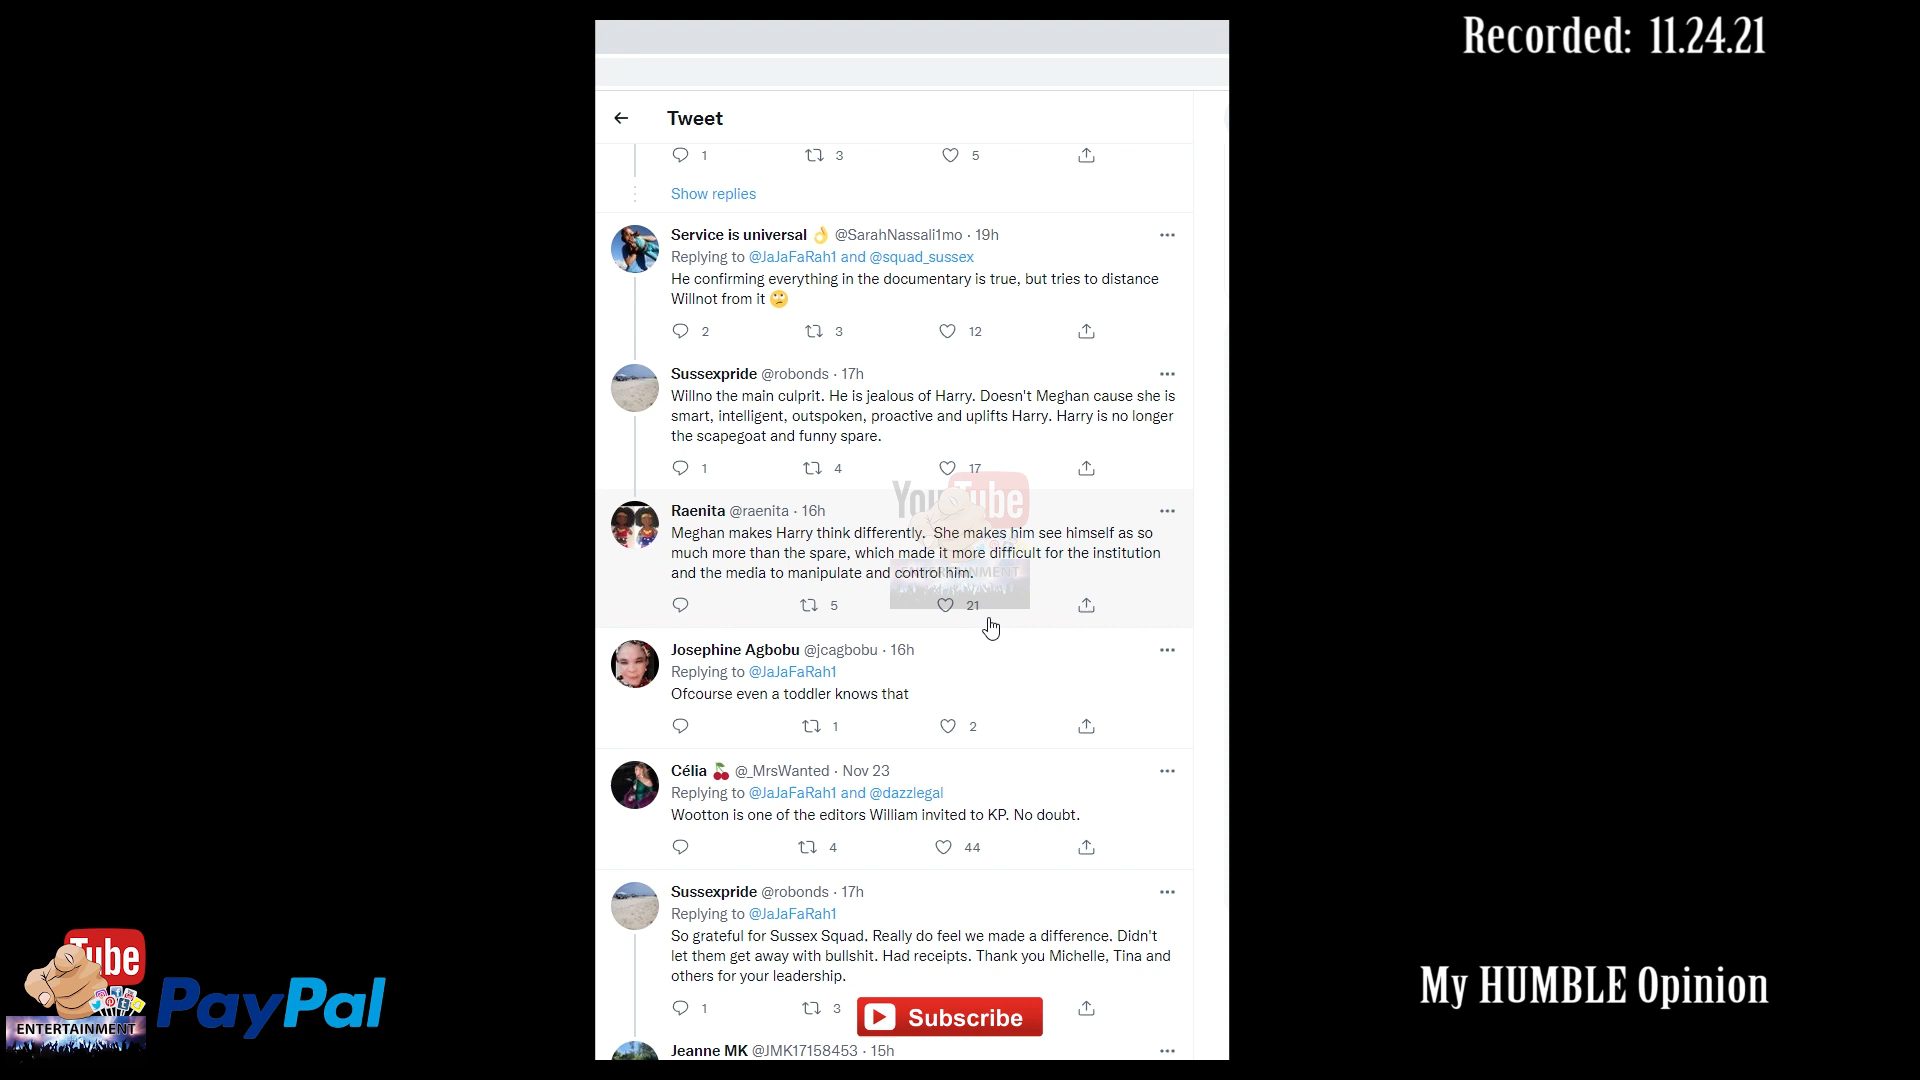 Recorded: 11.24.21
Tweet
1 3 5
Show replies
Service is universal 👌 @SarahNassali1mo · 19h
Replying to @JaJaFaRah1 and @squad_sussex
He confirming everything in the documentary is true, but tries to distance
Willnot from it 🙄
2 3 12
Sussexpride @robonds · 17h
Willno the main culprit. He is jealous of Harry. Doesn't Meghan cause she is
smart, intelligent, outspoken, proactive and uplifts Harry. Harry is no longer
the scapegoat and funny spare.
1 4 17
YouTube
Raenita @raenita · 16h
Meghan makes Harry think differently. She makes him see himself as so
much more than the spare, which made it more difficult for the institution
and the media to manipulate and control him.
ENTERTAINMENT
5 21
Josephine Agbobu @jcagbobu · 16h
Replying to @JaJaFaRah1
Ofcourse even a toddler knows that
1 2
Célia 🍒 @_MrsWanted · Nov 23
Replying to @JaJaFaRah1 and @dazzlegal
Wootton is one of the editors William invited to KP. No doubt.
4 44
Sussexpride @robonds · 17h
Replying to @JaJaFaRah1
So grateful for Sussex Squad. Really do feel we made a difference. Didn't
let them get away with bullshit. Had receipts. Thank you Michelle, Tina and
others for your leadership.
1 3
Subscribe
Jeanne MK @JMK17158453 · 15h
Tube
ENTERTAINMENT
PayPal
My HUMBLE Opinion